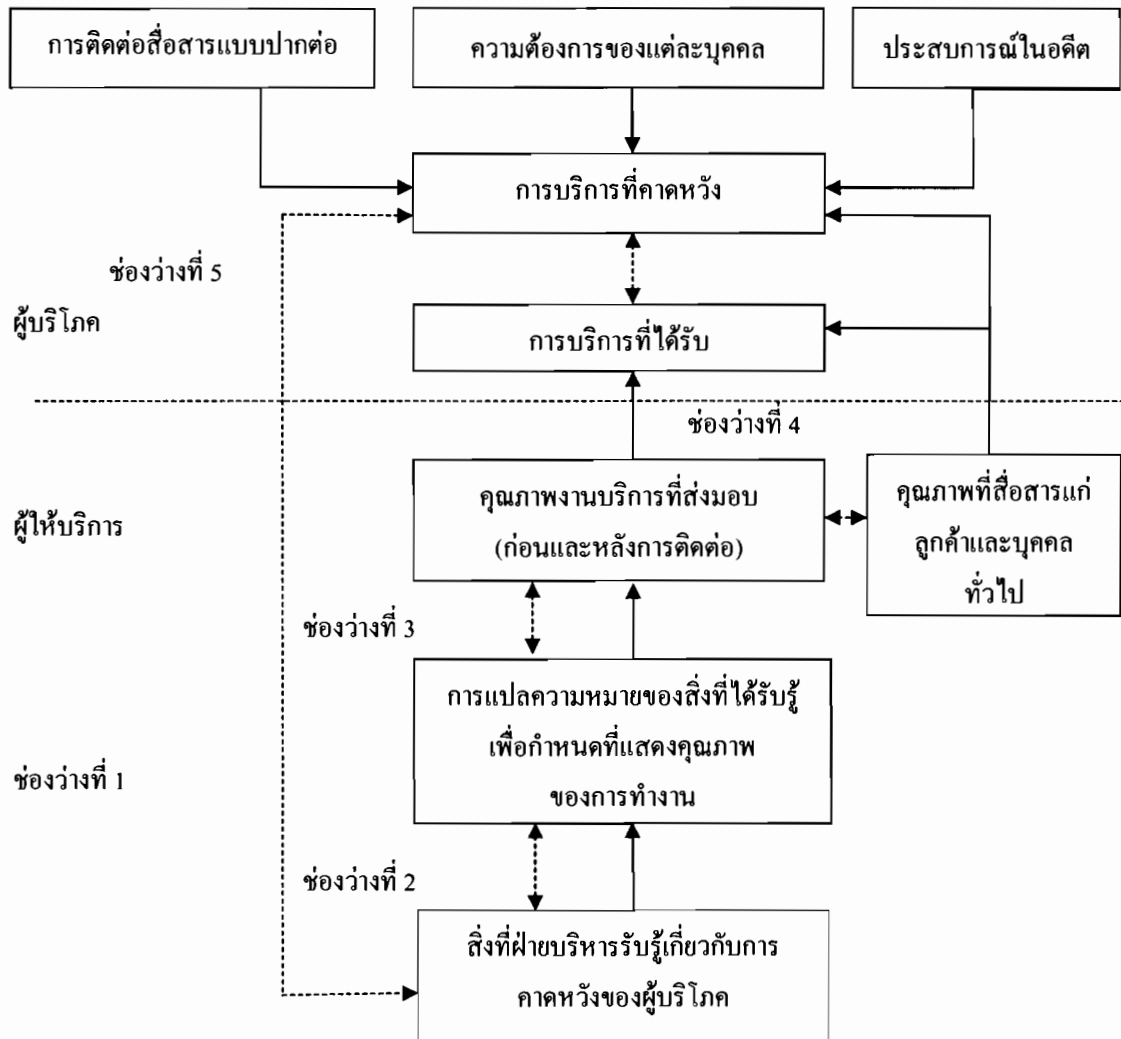 การติดต่อสื่อสารแบบปากต่อ
ความต้องการของแต่ละบุคคล
ประสบการณ์ในอดีต
การบริการที่คาดหวัง
ช่องว่างที่ 5
ผู้บริโภค
การบริการที่ได้รับ
ช่องว่างที่ 4
ผู้ให้บริการ
คุณภาพงานบริการที่ส่งมอบ
(ก่อนและหลังการติดต่อ)
คุณภาพที่สื่อสารแก่
ลูกค้าและบุคคล
ทั่วไป
ช่องว่างที่ 3
การแปลความหมายของสิ่งที่ได้รับรู้
เพื่อกำหนดที่แสดงคุณภาพ
ของการทำงาน
ช่องว่างที่ 1
ช่องว่างที่ 2
สิ่งที่ฝ่ายบริหารรับรู้เกี่ยวกับการ
คาดหวังของผู้บริโภค